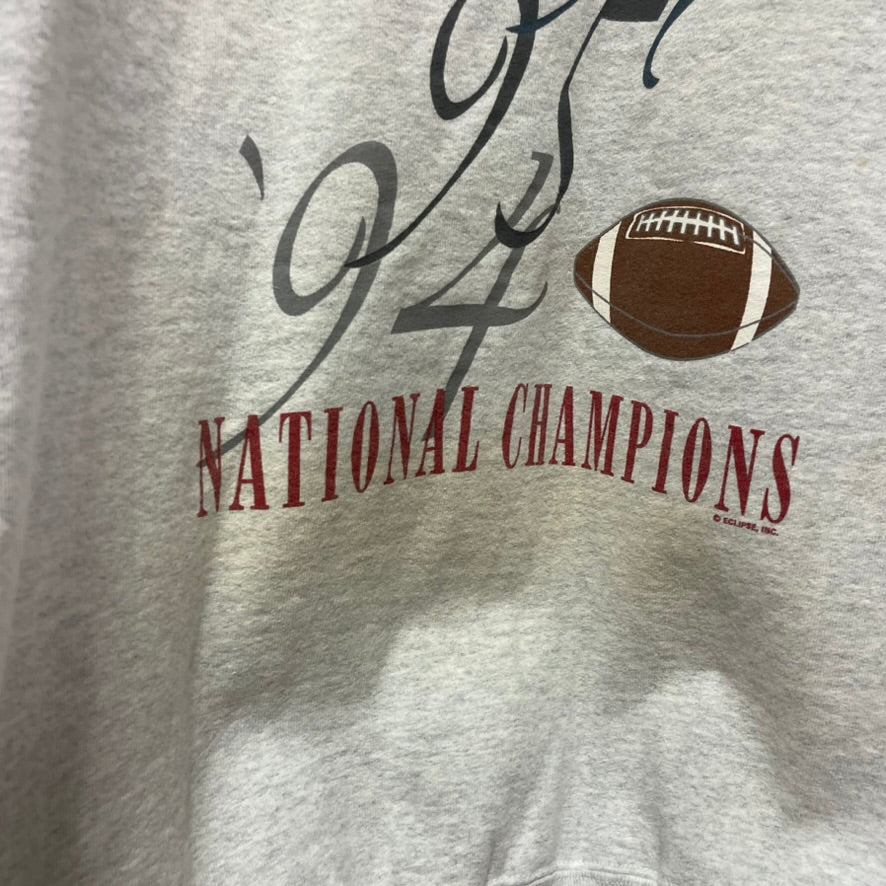 '94
NATIONAL CHAMPIONS
© ECLIPSE, INC.